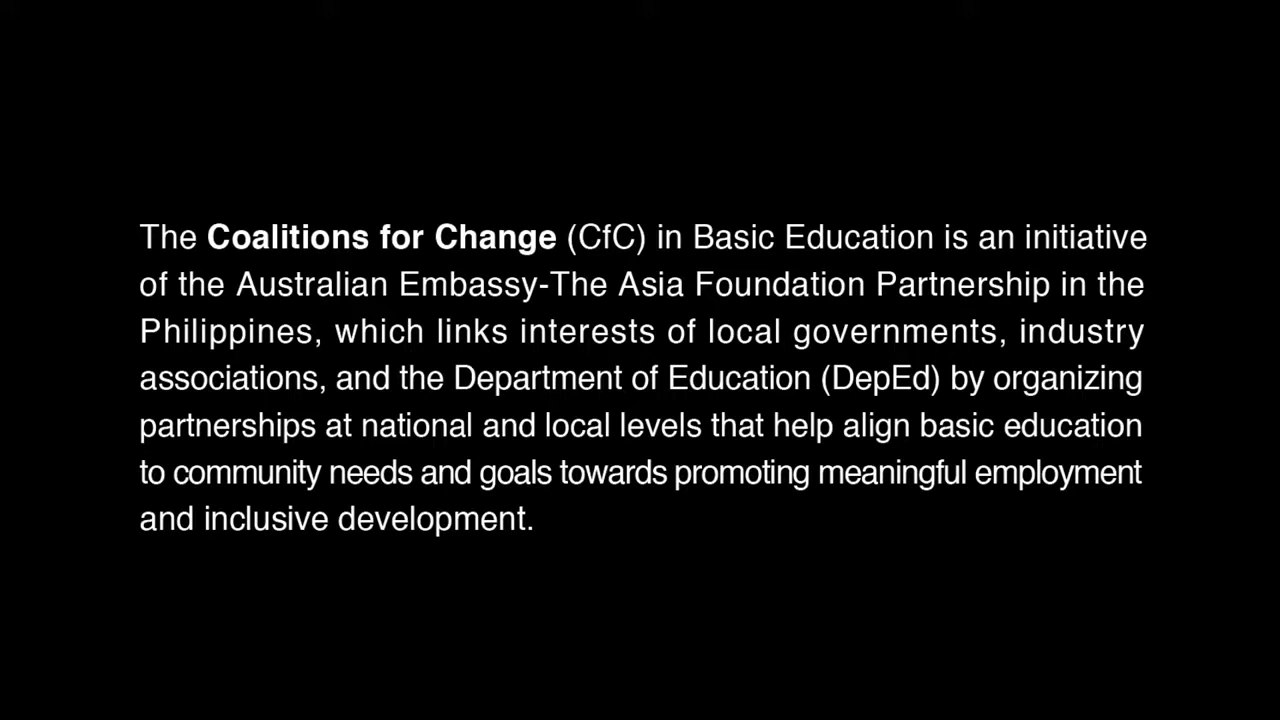 The Coalitions for Change (CfC) in Basic Education is an initiative
of the Australian Embassy-The Asia Foundation Partnership in the
Philippines, which links interests of local governments, industry
associations, and the Department of Education (DepEd) by organizing
partnerships at national and local levels that help align basic education
to community needs and goals towards promoting meaningful employment
and inclusive development.